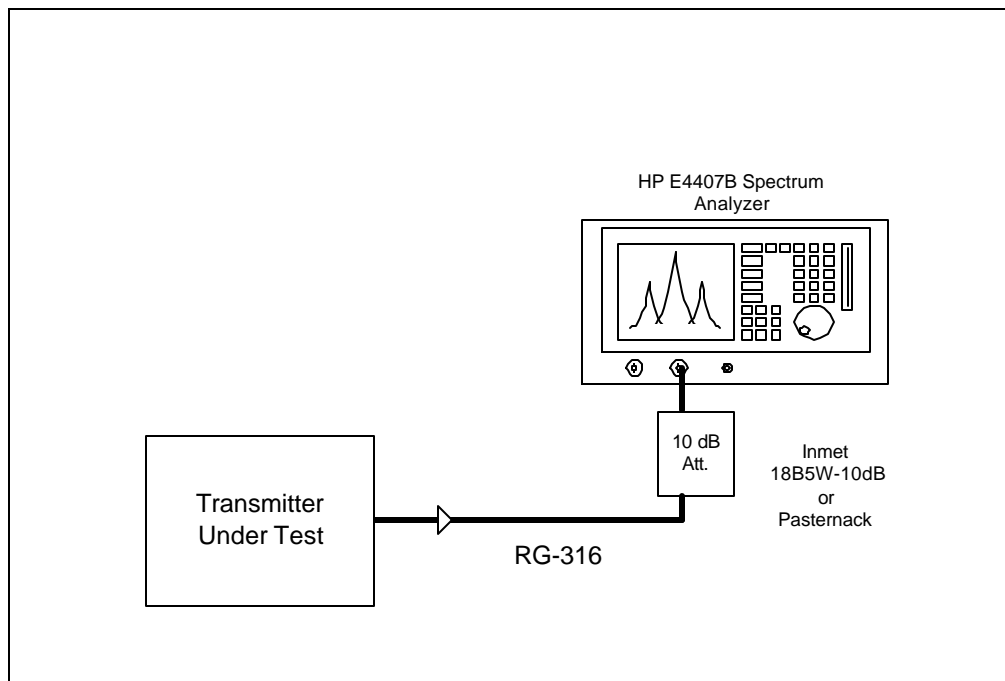 HP E4407B Spectrum
Analyzer
10 dB
Att.
Inmet
18B5W-10dB
or
Pasternack
Transmitter
Under Test
RG-316